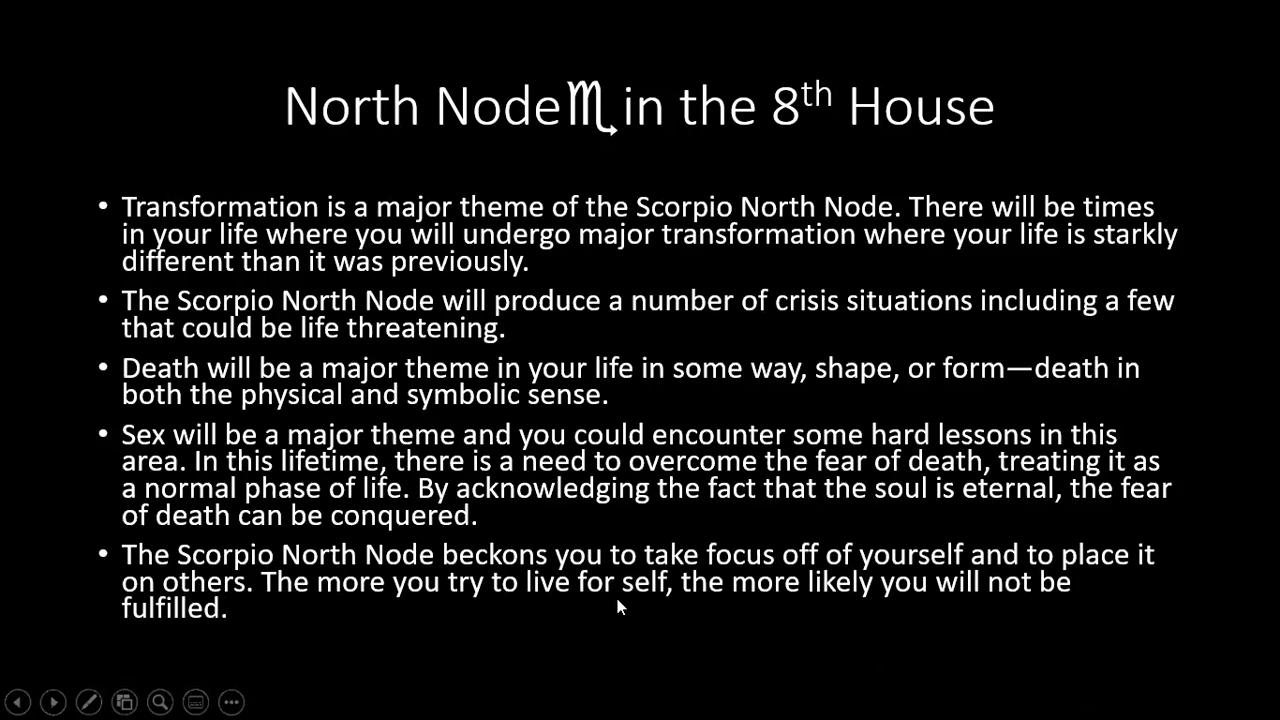 North Node♏in the 8th House
• Transformation is a major theme of the Scorpio North Node. There will be times
in your life where you will undergo major transformation where your life is starkly
different than it was previously.
• The Scorpio North Node will produce a number of crisis situations including a few
that could be life threatening.
• Death will be a major theme in your life in some way, shape, or form—death in
both the physical and symbolic sense.
• Sex will be a major theme and you could encounter some hard lessons in this
area. In this lifetime, there is a need to overcome the fear of death, treating it as
a normal phase of life. By acknowledging the fact that the soul is eternal, the fear
of death can be conquered.
• The Scorpio North Node beckons you to take focus off of yourself and to place it
on others. The more you try to live for self, the more likely you will not be
fulfilled.